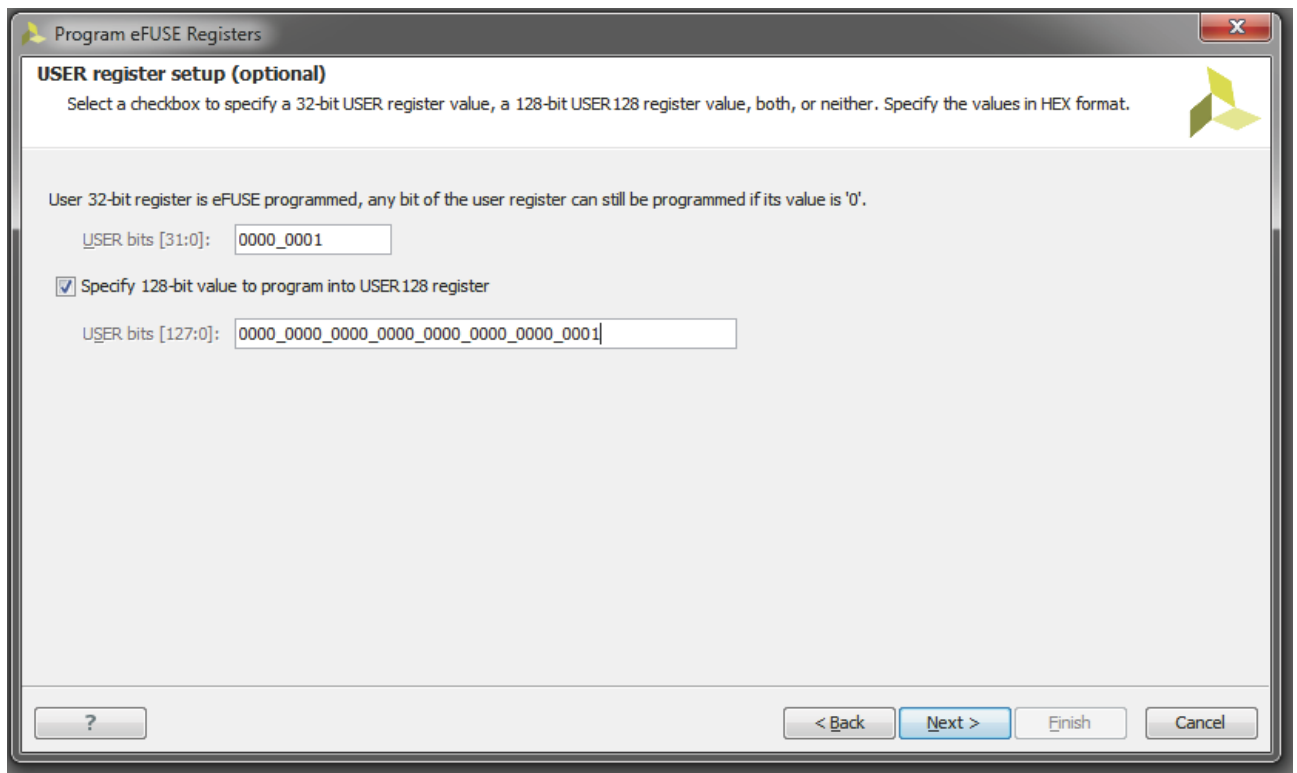 Program eFUSE Registers
X
USER register setup (optional)
Select a checkbox to specify a 32-bit USER register value, a 128-bit USER128 register value, both, or neither. Specify the values in HEX format.
User 32-bit register is eFUSE programmed, any bit of the user register can still be programmed if its value is '0'.
USER bits [31:0]: 0000_0001
Specify 128-bit value to program into USER128 register
USER bits [127:0]: 0000_0000_0000_0000_0000_0000_0000_0001
? < Back Next > Finish Cancel